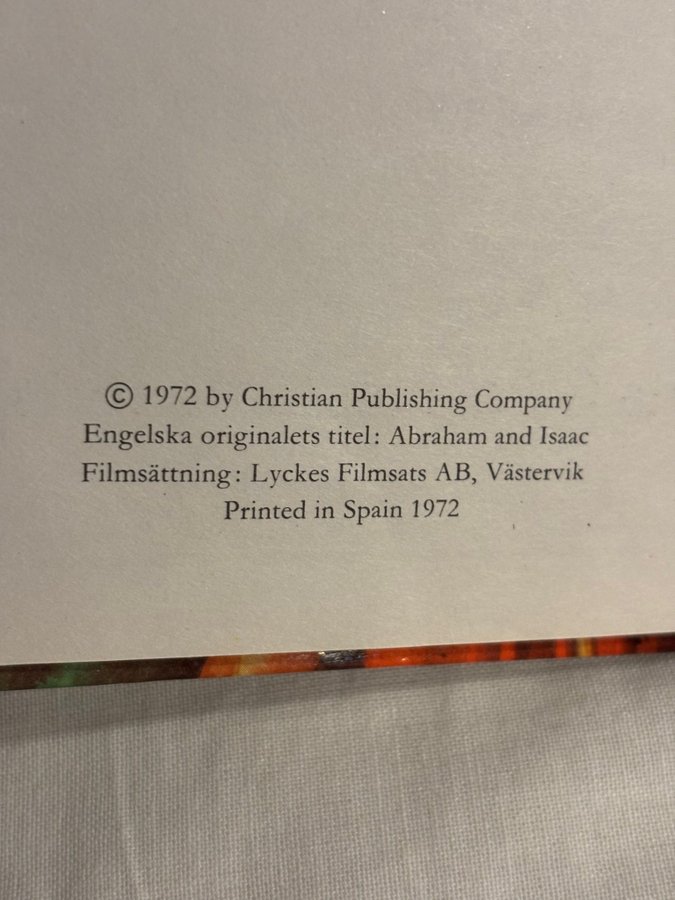 © 1972 by Christian Publishing Company
Engelska originalets titel: Abraham and Isaac
Filmsättning: Lyckes Filmsats AB, Västervik
Printed in Spain 1972